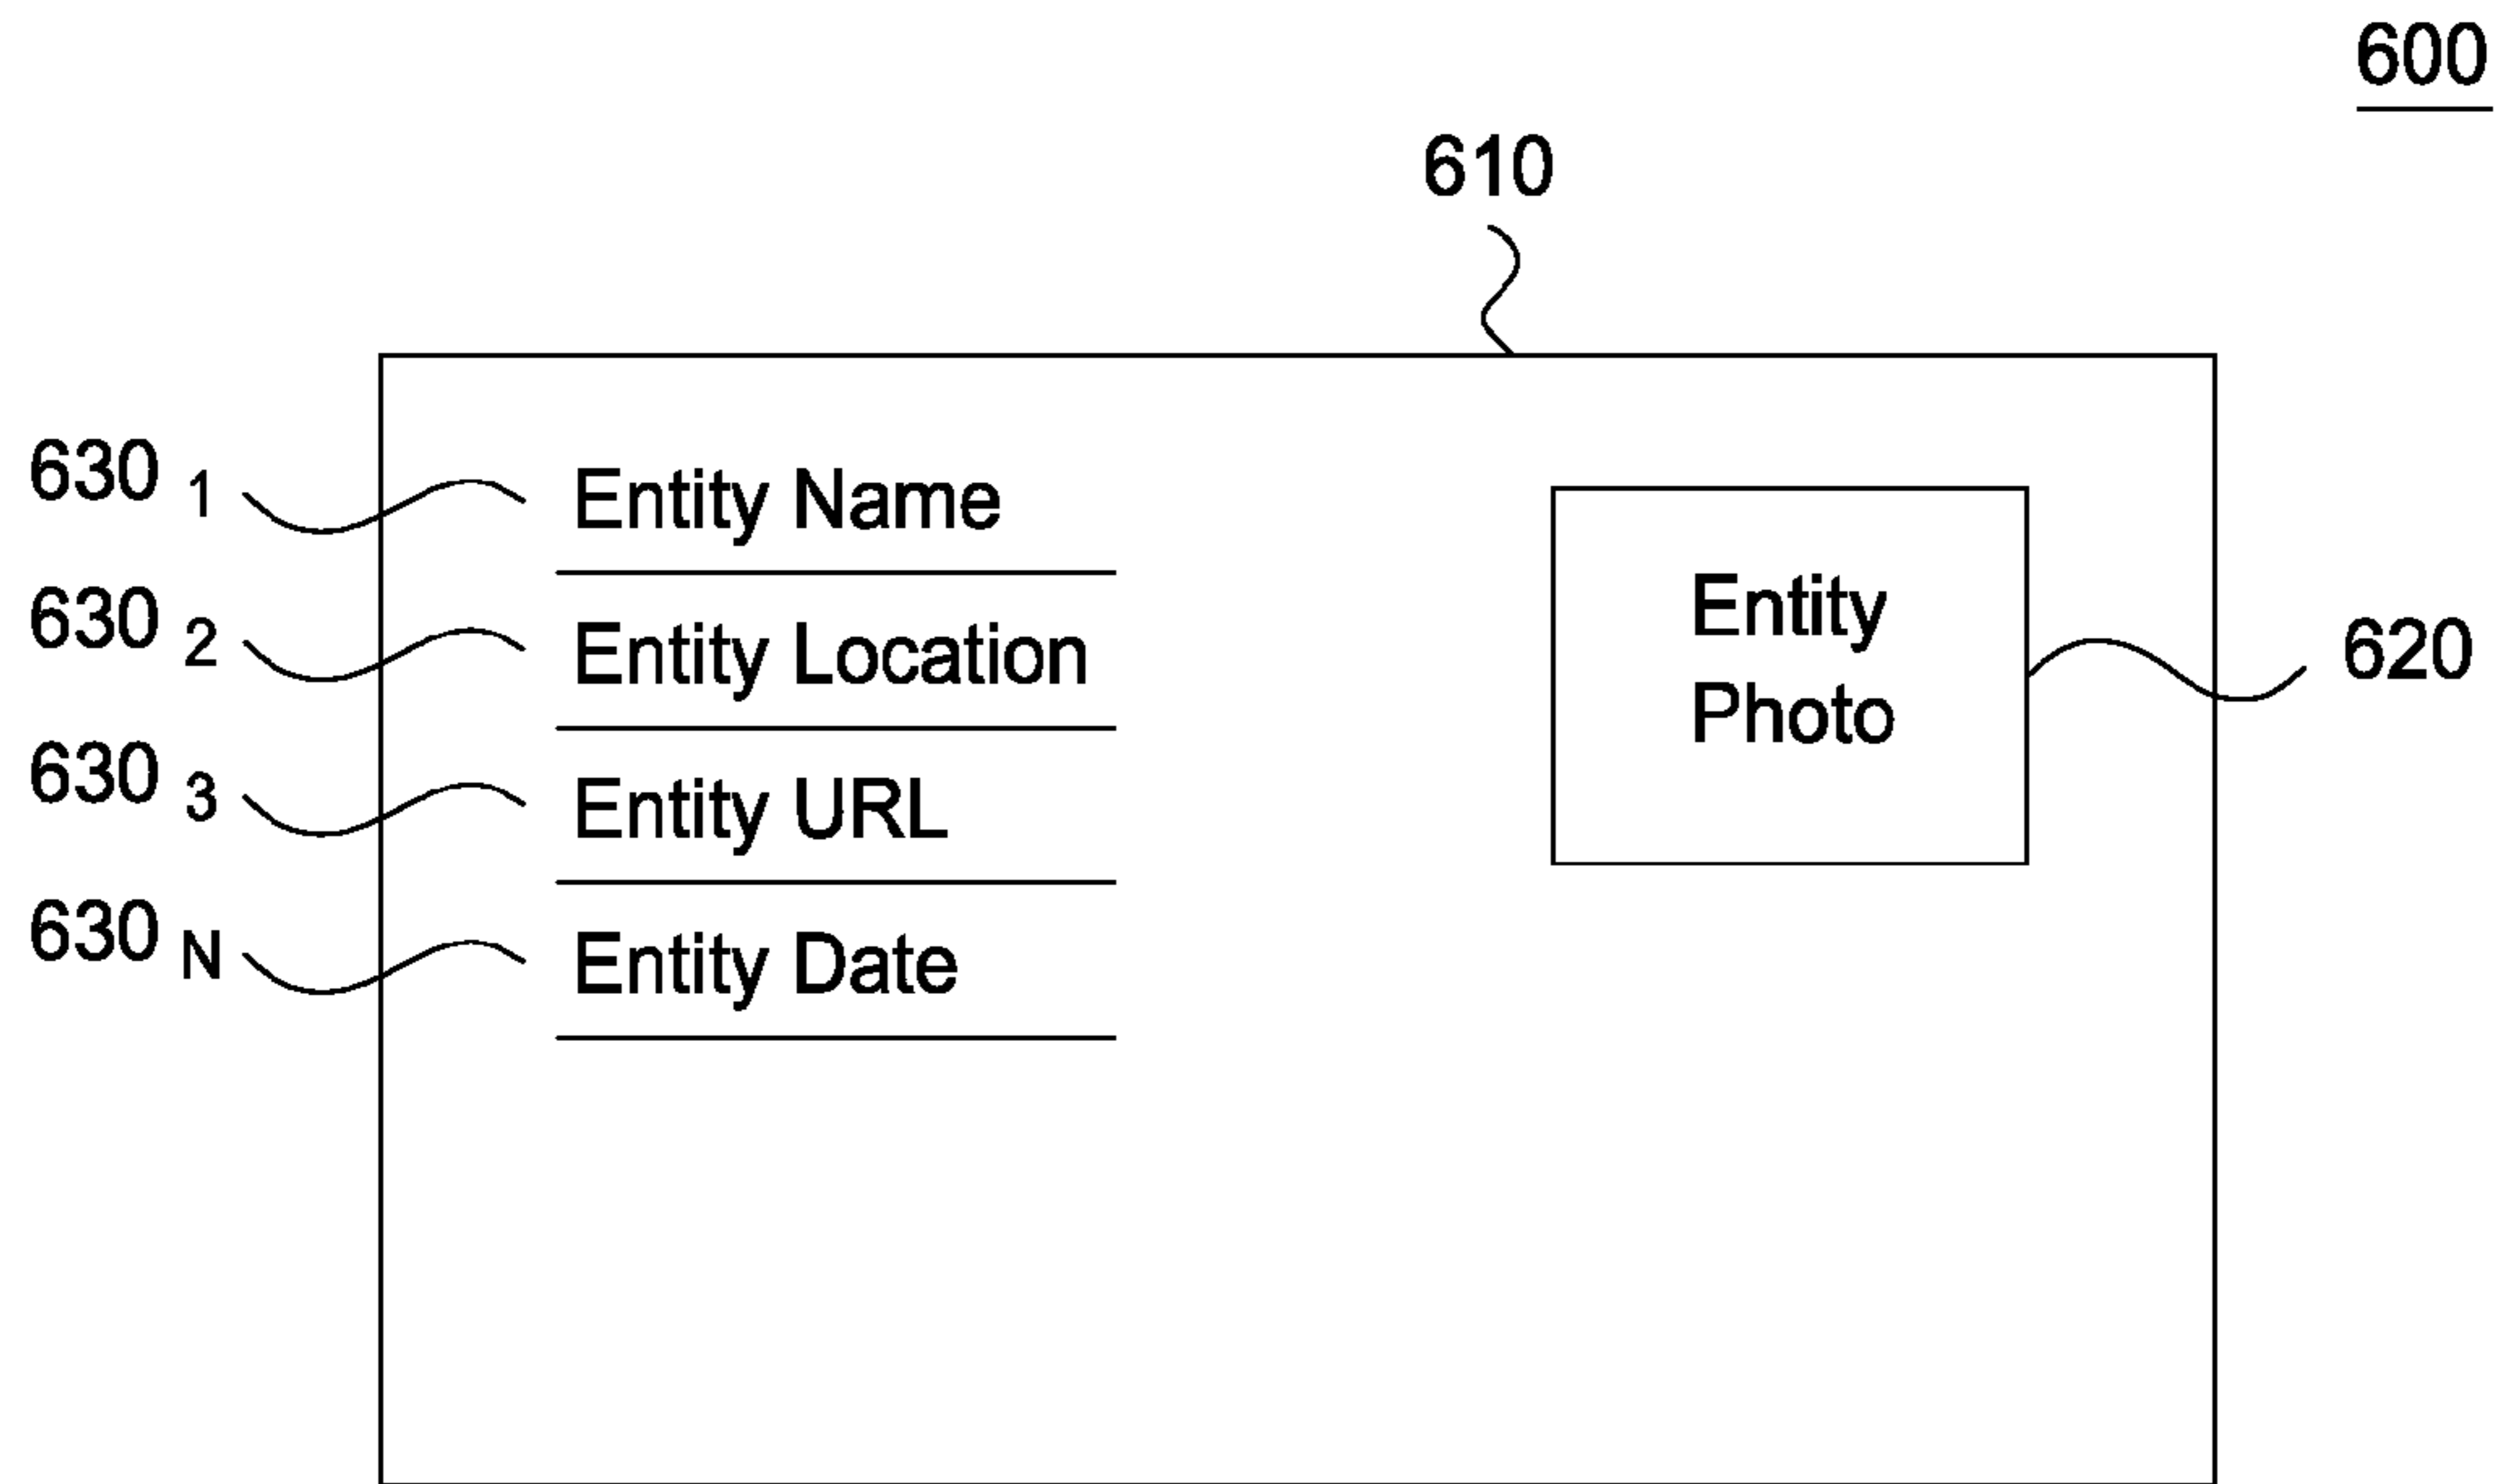 600
610
630 1 Entity Name
630 2 Entity Location
630 3 Entity URL
630 N Entity Date
Entity
Photo
620